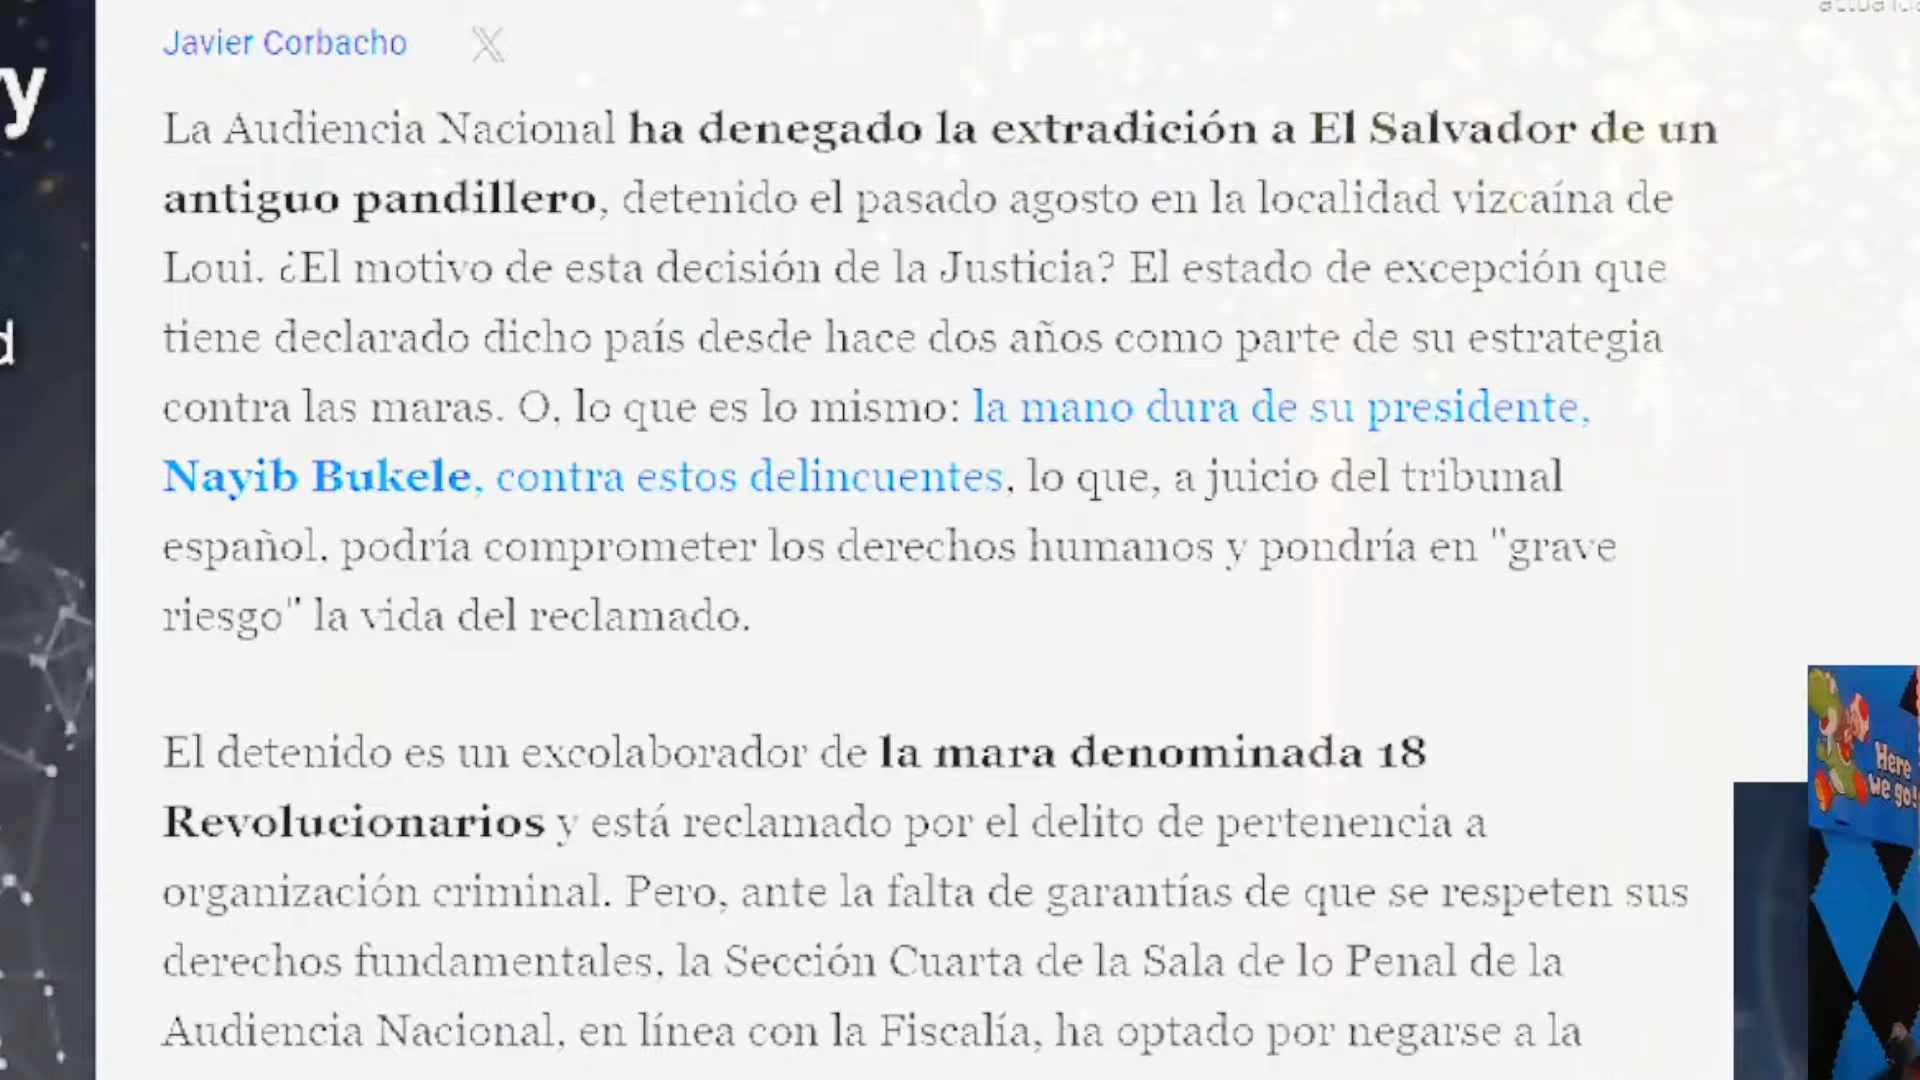 y
d
Javier Corbacho X
La Audiencia Nacional ha denegado la extradición a El Salvador de un
antiguo pandillero, detenido el pasado agosto en la localidad vizcaína de
Loui. ¿El motivo de esta decisión de la Justicia? El estado de excepción que
tiene declarado dicho país desde hace dos años como parte de su estrategia
contra las maras. O, lo que es lo mismo: la mano dura de su presidente,
Nayib Bukele, contra estos delincuentes, lo que, a juicio del tribunal
español, podría comprometer los derechos humanos y pondría en "grave
riesgo" la vida del reclamado.
El detenido es un excolaborador de la mara denominada 18
Revolucionarios y está reclamado por el delito de pertenencia a
organización criminal. Pero, ante la falta de garantías de que se respeten sus
derechos fundamentales, la Sección Cuarta de la Sala de lo Penal de la
Audiencia Nacional, en línea con la Fiscalía, ha optado por negarse a la
Here
we go!